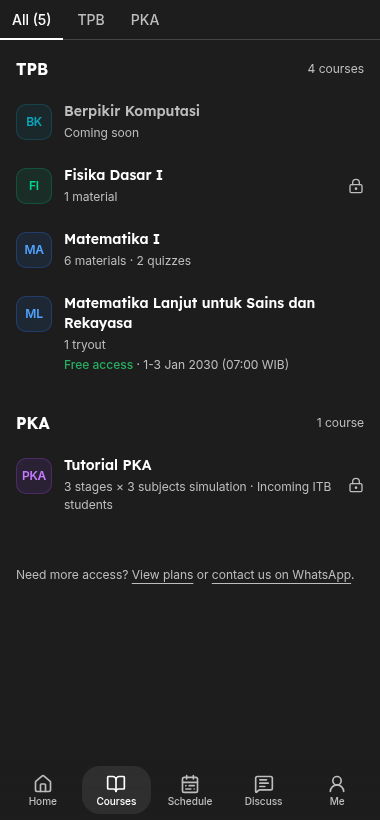 All (5) TPB PKA
TPB 4 courses
BK Berpikir Komputasi
Coming soon
FI Fisika Dasar I
1 material
MA Matematika I
6 materials · 2 quizzes
ML Matematika Lanjut untuk Sains dan
Rekayasa
1 tryout
Free access · 1-3 Jan 2030 (07:00 WIB)
PKA 1 course
PKA Tutorial PKA
3 stages × 3 subjects simulation · Incoming ITB
students
Need more access? View plans or contact us on WhatsApp.
Home Courses Schedule Discuss Me